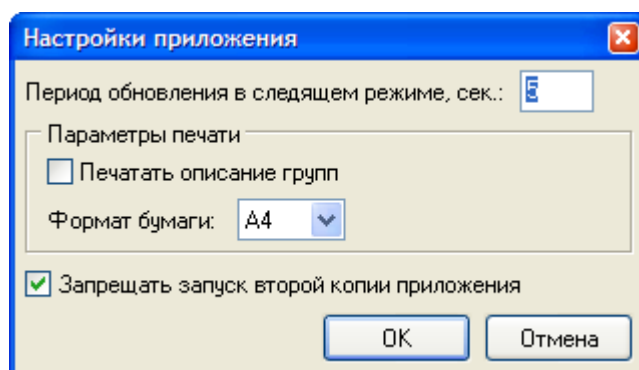 Настройки приложения
Период обновления в следящем режиме, сек.: 5
Параметры печати
Печатать описание групп
Формат бумаги: A4
Запрещать запуск второй копии приложения
OK Отмена